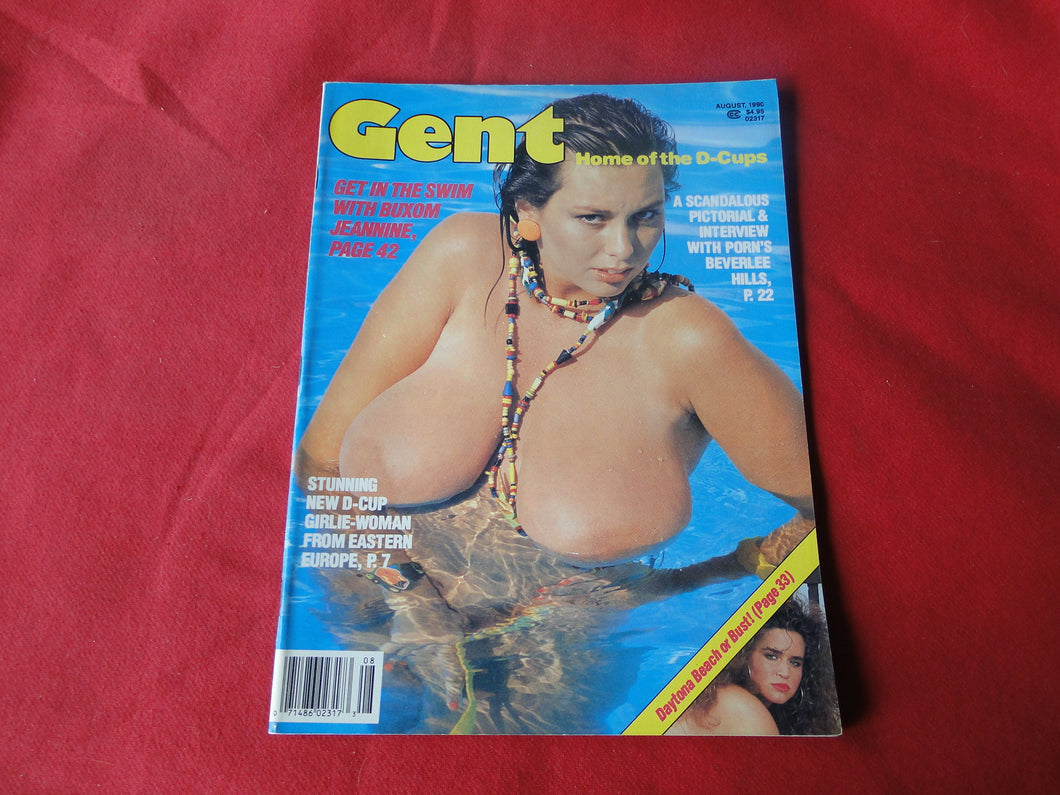 Gent
Home of the D-Cups
AUGUST, 1990
$4.95
02317
GET IN THE SWIM
WITH BUXOM
JEANNINE,
PAGE 42
A SCANDALOUS
PICTORIAL &
INTERVIEW
WITH PORN'S
BEVERLEE
HILLS,
P. 22
STUNNING
NEW D-CUP
GIRLIE-WOMAN
FROM EASTERN
EUROPE, P. 7
Daytona Beach or Bust! (Page 33)
08
0 71486 02317 3